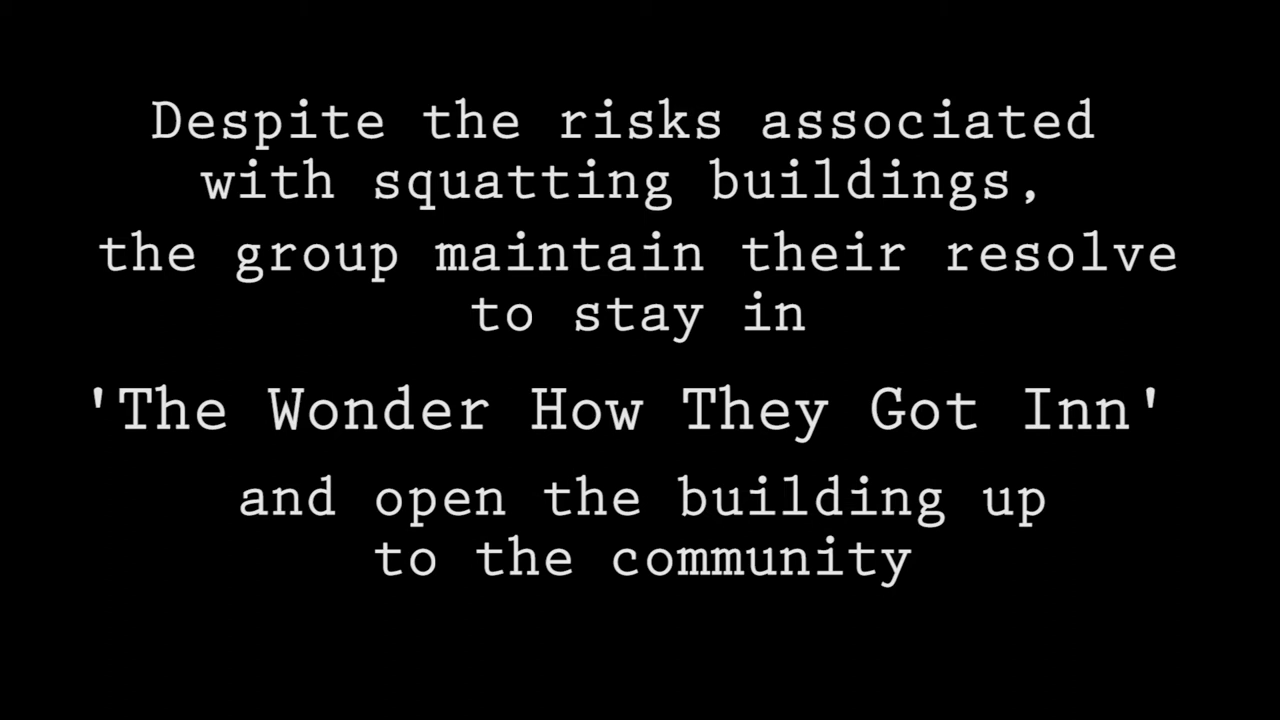 Despite the risks associated
with squatting buildings,
the group maintain their resolve
to stay in
'The Wonder How They Got Inn'
and open the building up
to the community